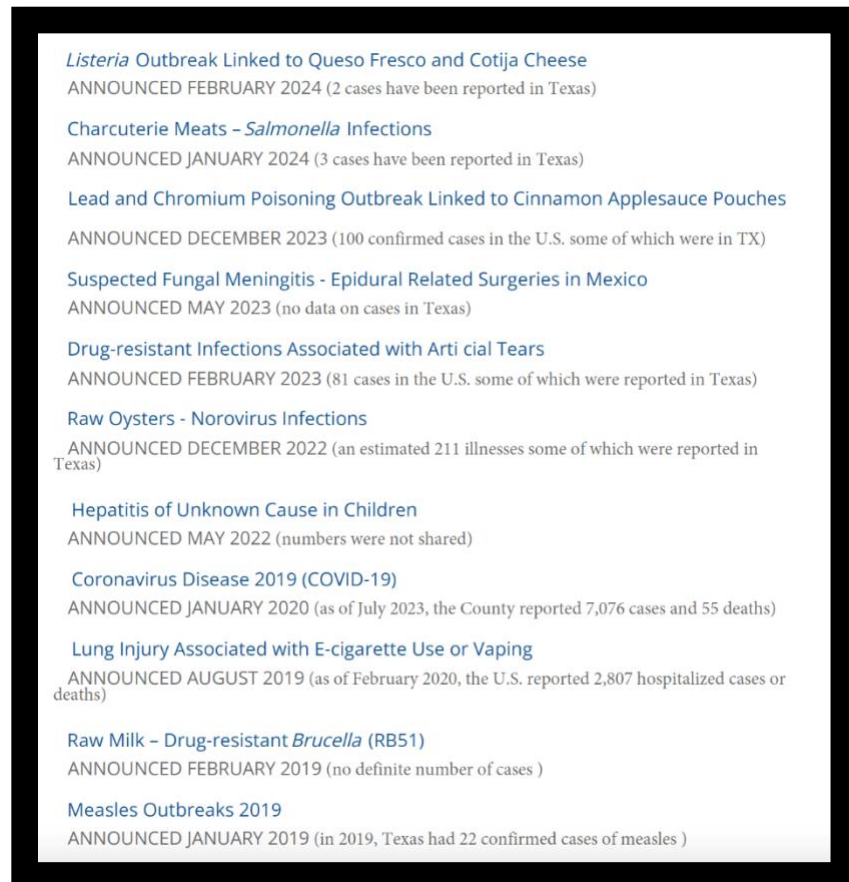 Listeria Outbreak Linked to Queso Fresco and Cotija Cheese
ANNOUNCED FEBRUARY 2024 (2 cases have been reported in Texas)
Charcuterie Meats – Salmonella Infections
ANNOUNCED JANUARY 2024 (3 cases have been reported in Texas)
Lead and Chromium Poisoning Outbreak Linked to Cinnamon Applesauce Pouches
ANNOUNCED DECEMBER 2023 (100 confirmed cases in the U.S. some of which were in TX)
Suspected Fungal Meningitis - Epidural Related Surgeries in Mexico
ANNOUNCED MAY 2023 (no data on cases in Texas)
Drug-resistant Infections Associated with Arti cial Tears
ANNOUNCED FEBRUARY 2023 (81 cases in the U.S. some of which were reported in Texas)
Raw Oysters - Norovirus Infections
ANNOUNCED DECEMBER 2022 (an estimated 211 illnesses some of which were reported in
Texas)
Hepatitis of Unknown Cause in Children
ANNOUNCED MAY 2022 (numbers were not shared)
Coronavirus Disease 2019 (COVID-19)
ANNOUNCED JANUARY 2020 (as of July 2023, the County reported 7,076 cases and 55 deaths)
Lung Injury Associated with E-cigarette Use or Vaping
ANNOUNCED AUGUST 2019 (as of February 2020, the U.S. reported 2,807 hospitalized cases or
deaths)
Raw Milk – Drug-resistant Brucella (RB51)
ANNOUNCED FEBRUARY 2019 (no definite number of cases )
Measles Outbreaks 2019
ANNOUNCED JANUARY 2019 (in 2019, Texas had 22 confirmed cases of measles )